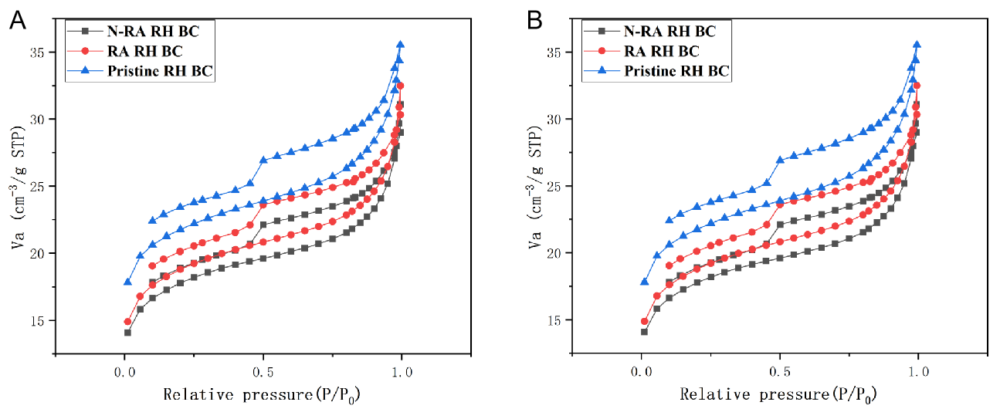 A
N-RA RH BC
RA RH BC
Pristine RH BC
35
30
25
20
15
Va (cm⁻³/g STP)
0.0 0.5 1.0
Relative pressure(P/P₀)
B
N-RA RH BC
RA RH BC
Pristine RH BC
35
30
25
20
15
Va (cm⁻³/g STP)
0.0 0.5 1.0
Relative pressure(P/P₀)